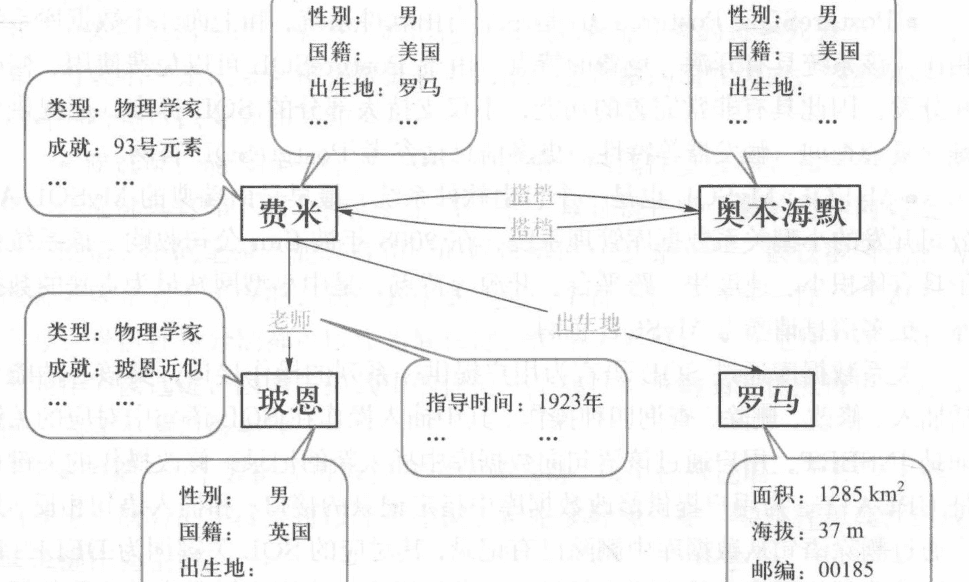 性别： 男
国籍： 美国
出生地：罗马
...	...
性别： 男
国籍： 美国
出生地：
...	...
类型：物理学家
成就：93号元素
...	...
费米
搭档
搭档
奥本海默
老师
出生地
类型：物理学家
成就：玻恩近似
...	...
玻恩
指导时间：1923年
...	...
罗马
性别： 男
国籍： 英国
出生地：
面积：1285 km²
海拔：37 m
邮编：00185